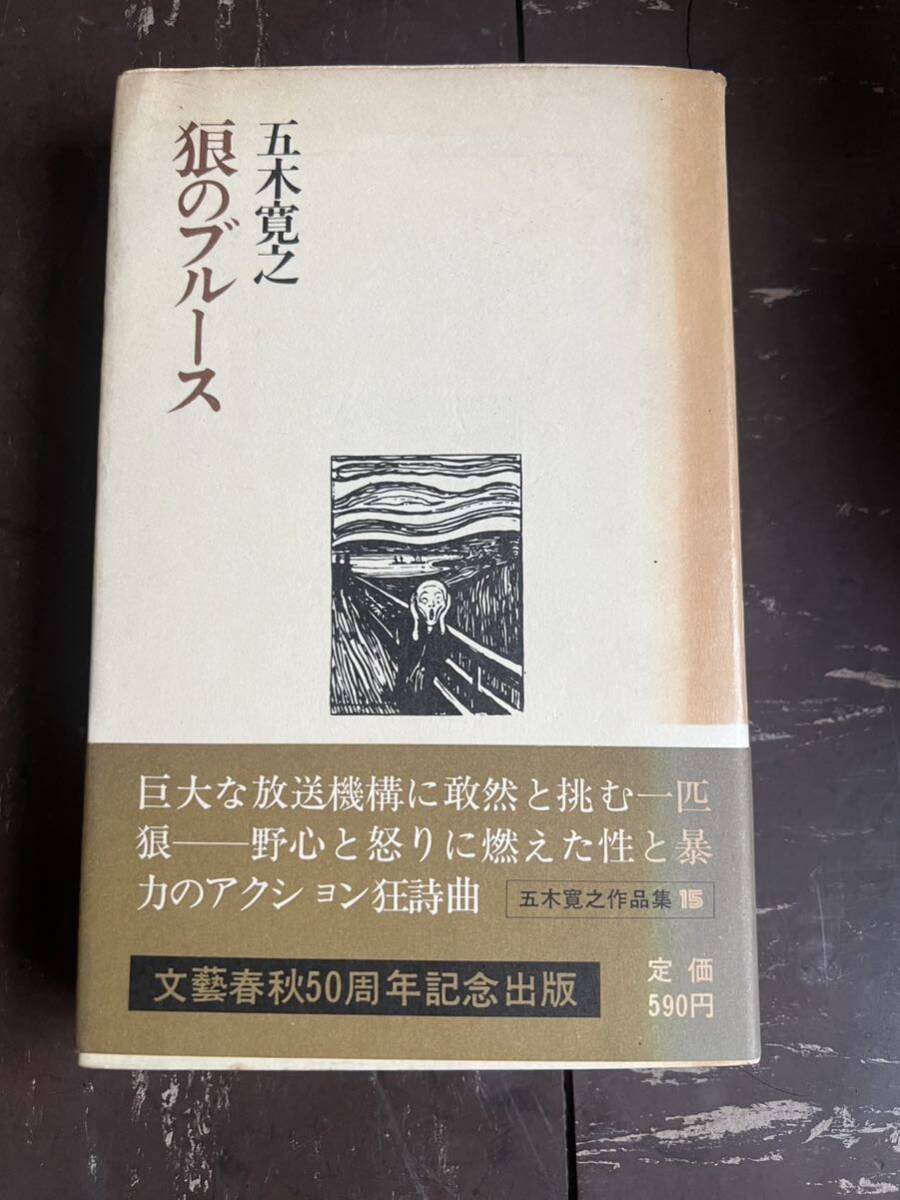 五木寛之
狼のブルース
巨大な放送機構に敢然と挑む一匹
狼──野心と怒りに燃えた性と暴
力のアクション狂詩曲
五木寛之作品集 15
文藝春秋50周年記念出版
定価
590円